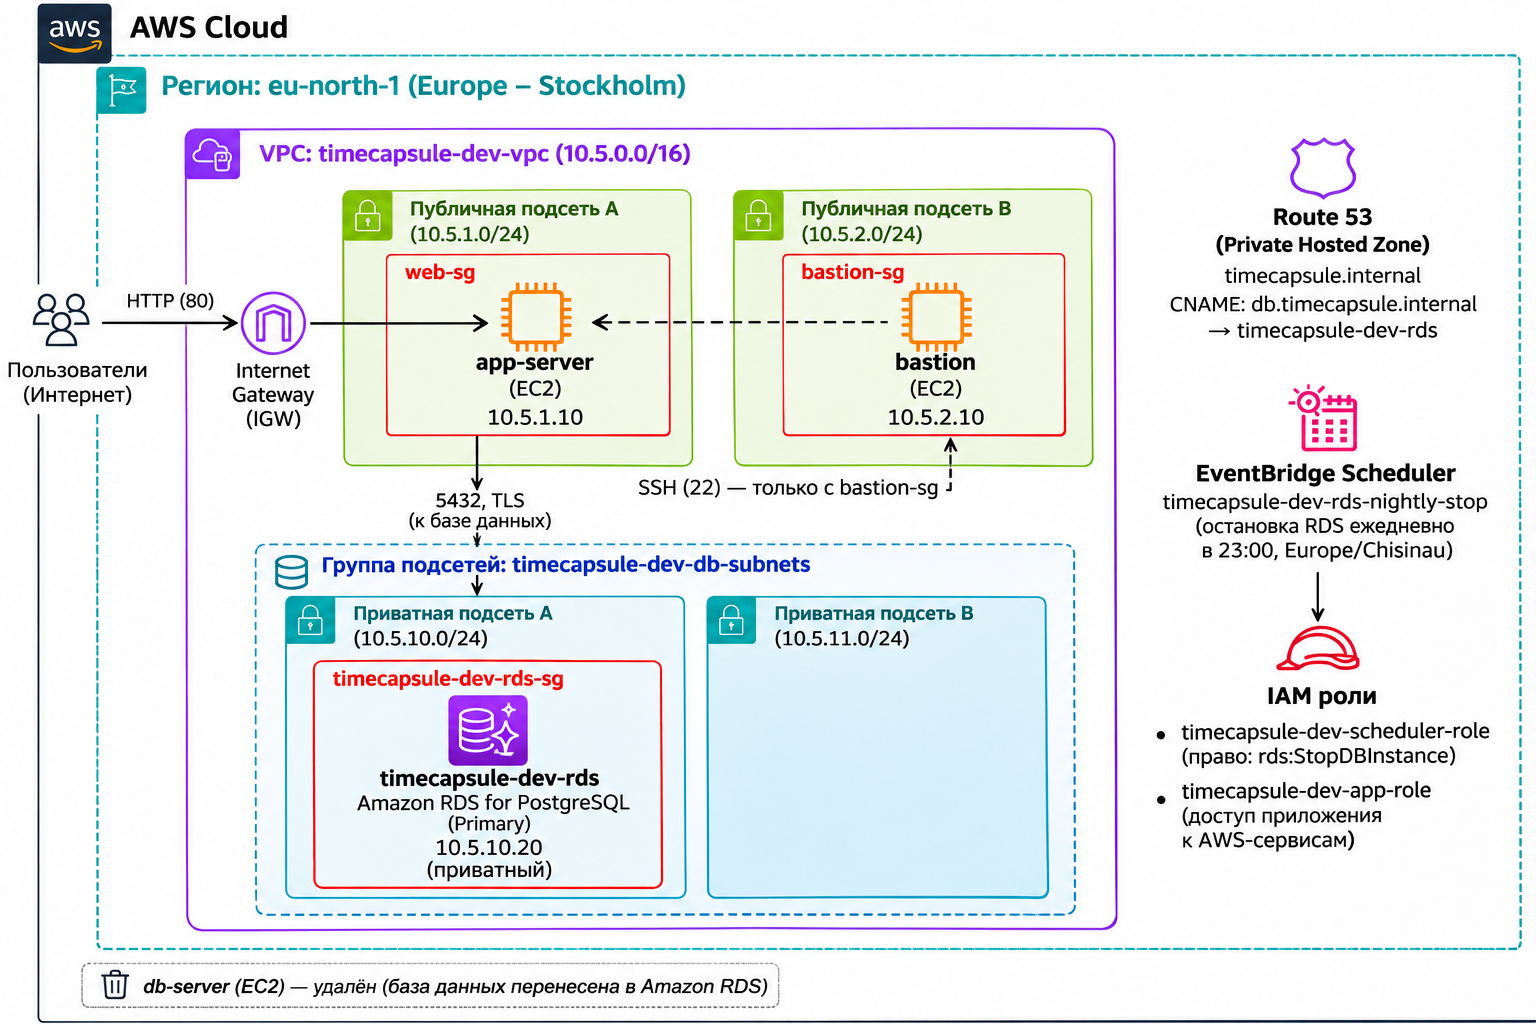 aws
AWS Cloud
Регион: eu-north-1 (Europe – Stockholm)
VPC: timecapsule-dev-vpc (10.5.0.0/16)
Публичная подсеть A
(10.5.1.0/24)
web-sg
app-server
(EC2)
10.5.1.10
Публичная подсеть B
(10.5.2.0/24)
bastion-sg
bastion
(EC2)
10.5.2.10
HTTP (80)
Пользователи
(Интернет)
Internet
Gateway
(IGW)
5432, TLS
(к базе данных)
SSH (22) — только с bastion-sg
Группа подсетей: timecapsule-dev-db-subnets
Приватная подсеть A
(10.5.10.0/24)
timecapsule-dev-rds-sg
timecapsule-dev-rds
Amazon RDS for PostgreSQL
(Primary)
10.5.10.20
(приватный)
Приватная подсеть B
(10.5.11.0/24)
Route 53
(Private Hosted Zone)
timecapsule.internal
CNAME: db.timecapsule.internal
→ timecapsule-dev-rds
EventBridge Scheduler
timecapsule-dev-rds-nightly-stop
(остановка RDS ежедневно
в 23:00, Europe/Chisinau)
IAM роли
• timecapsule-dev-scheduler-role
(право: rds:StopDBInstance)
• timecapsule-dev-app-role
(доступ приложения
к AWS-сервисам)
db-server (EC2) — удалён (база данных перенесена в Amazon RDS)